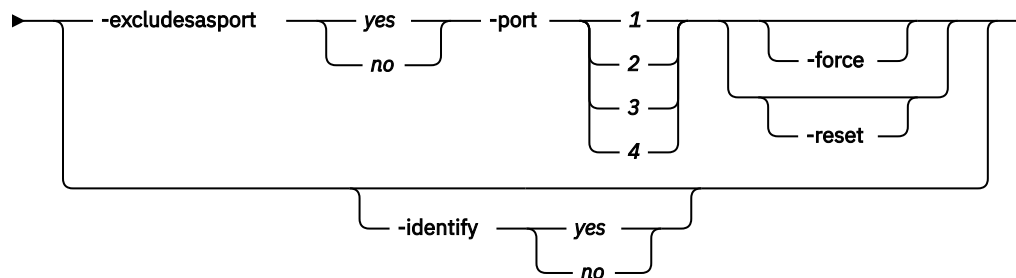 -excludesasport yes -port 1
no 2 -force
3
4 -reset
-identify yes
no